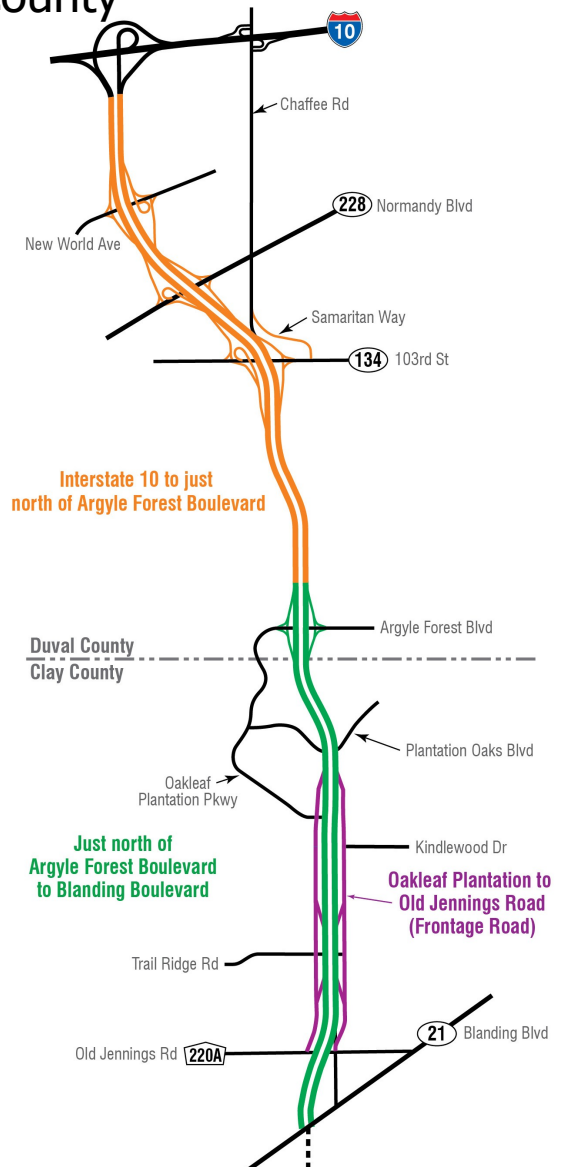 ounty
10
Chaffee Rd
228 Normandy Blvd
New World Ave
Samaritan Way
134 103rd St
Interstate 10 to just
north of Argyle Forest Boulevard
Argyle Forest Blvd
Duval County
Clay County
Plantation Oaks Blvd
Oakleaf
Plantation Pkwy
Just north of
Argyle Forest Boulevard
to Blanding Boulevard
Kindlewood Dr
Oakleaf Plantation to
Old Jennings Road
(Frontage Road)
Trail Ridge Rd
21 Blanding Blvd
Old Jennings Rd 220A